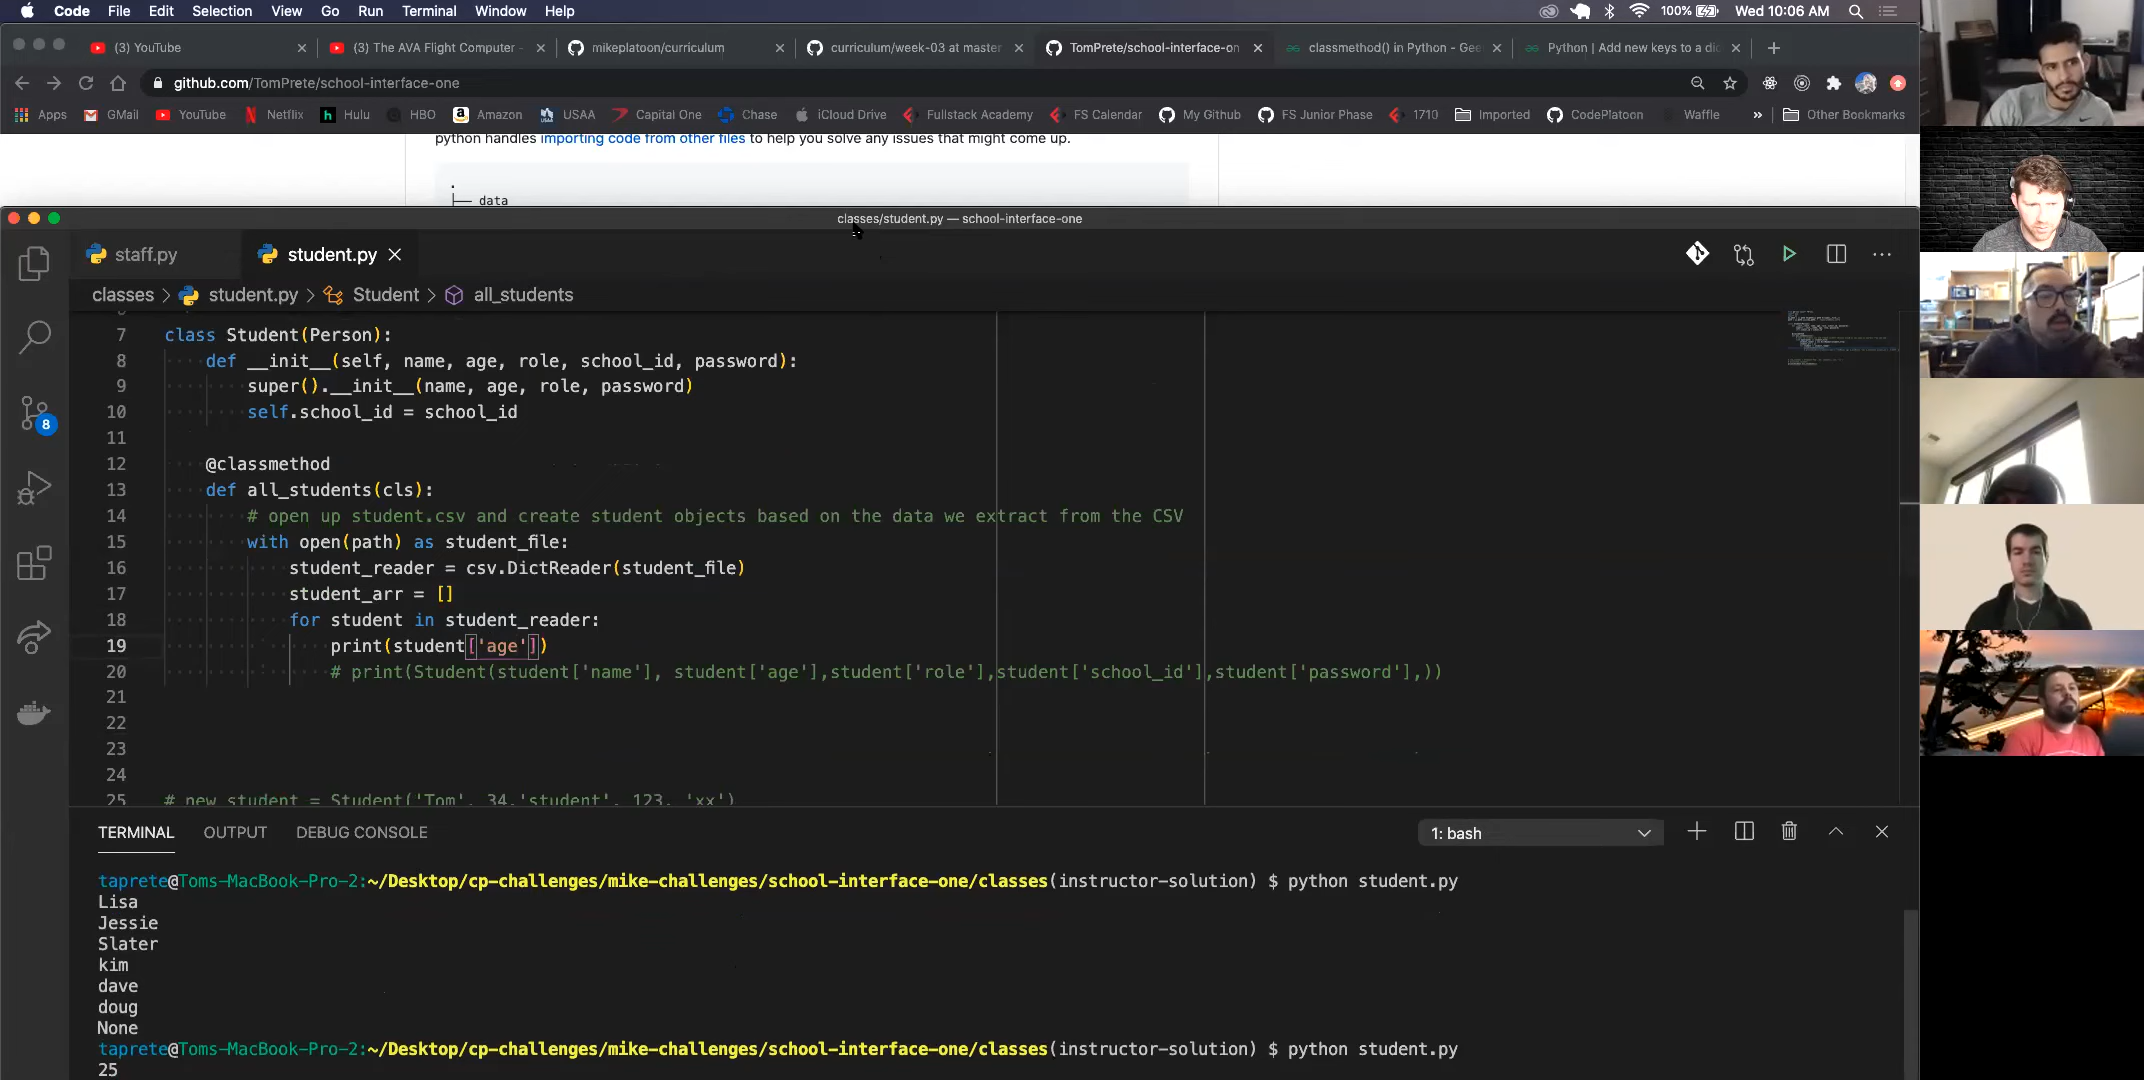 Code File Edit Selection View Go Run Terminal Window Help 100% Wed 10:06 AM
(3) YouTube (3) The AVA Flight Computer - mikeplatoon/curriculum curriculum/week-03 at master TomPrete/school-interface-on classmethod() in Python - Gee Python | Add new keys to a dic
github.com/TomPrete/school-interface-one
Apps GMail YouTube Netflix Hulu HBO Amazon USAA Capital One Chase iCloud Drive Fullstack Academy FS Calendar My Github FS Junior Phase 1710 Imported CodePlatoon Waffle » Other Bookmarks
python handles importing code from other files to help you solve any issues that might come up.
.
├── data
classes/student.py — school-interface-one
staff.py student.py
classes > student.py > Student > all_students
7 class Student(Person):
8 def __init__(self, name, age, role, school_id, password):
9 super().__init__(name, age, role, password)
10 self.school_id = school_id
11
12 @classmethod
13 def all_students(cls):
14 # open up student.csv and create student objects based on the data we extract from the CSV
15 with open(path) as student_file:
16 student_reader = csv.DictReader(student_file)
17 student_arr = []
18 for student in student_reader:
19 print(student['age'])
20 # print(Student(student['name'], student['age'],student['role'],student['school_id'],student['password'],))
21
22
23
24
25 # new_student = Student('Tom', 34,'student', 123, 'xx')
8
TERMINAL OUTPUT DEBUG CONSOLE 1: bash
taprete@Toms-MacBook-Pro-2:~/Desktop/cp-challenges/mike-challenges/school-interface-one/classes(instructor-solution) $ python student.py
Lisa
Jessie
Slater
kim
dave
doug
None
taprete@Toms-MacBook-Pro-2:~/Desktop/cp-challenges/mike-challenges/school-interface-one/classes(instructor-solution) $ python student.py
25